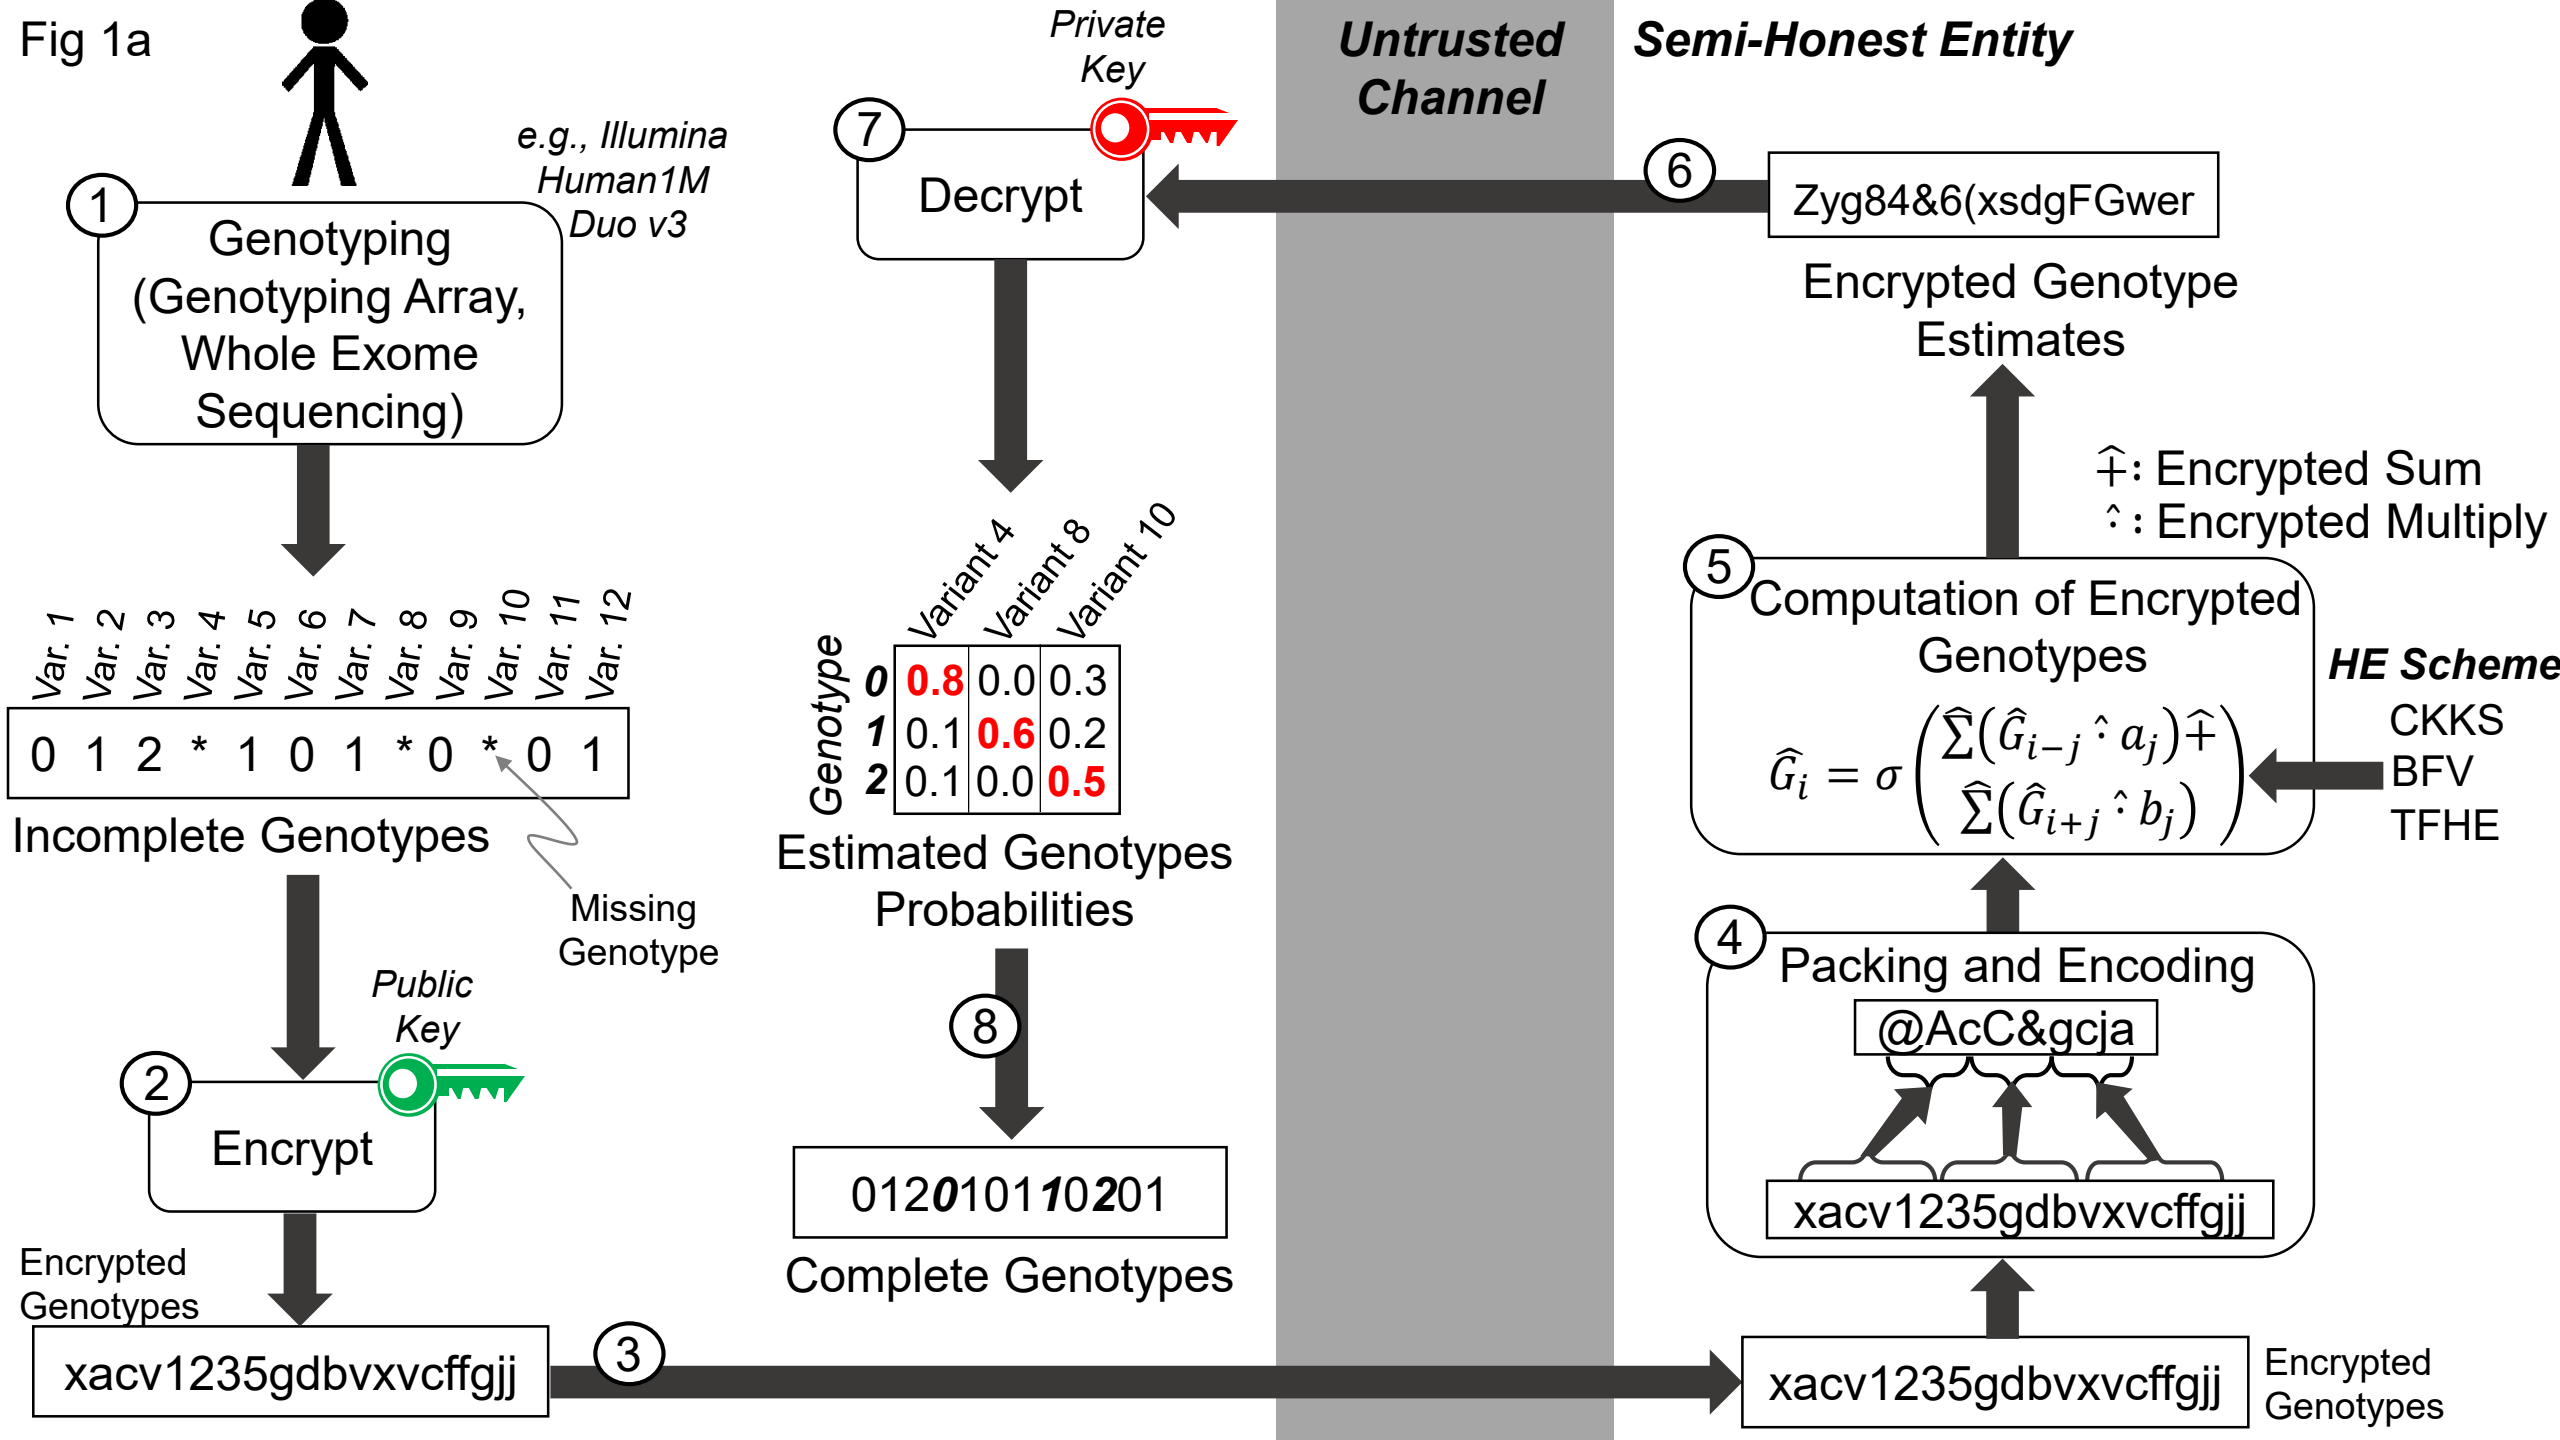 Fig 1a
1
Genotyping
(Genotyping Array,
Whole Exome
Sequencing)
e.g., Illumina
Human1M
Duo v3
Var. 1
Var. 2
Var. 3
Var. 4
Var. 5
Var. 6
Var. 7
Var. 8
Var. 9
Var. 10
Var. 11
Var. 12
0 1 2 * 1 0 1 * 0 * 0 1
Incomplete Genotypes
Missing
Genotype
Public
Key
2
Encrypt
Encrypted
Genotypes
xacv1235gdbvxvcffgjj
3
Private
Key
7
Decrypt
Variant 4
Variant 8
Variant 10
Genotype
0 0.8 0.0 0.3
1 0.1 0.6 0.2
2 0.1 0.0 0.5
Estimated Genotypes
Probabilities
8
012010110201
Complete Genotypes
Untrusted
Channel
Semi-Honest Entity
6
Zyg84&6(xsdgFGwer
Encrypted Genotype
Estimates
+̂: Encrypted Sum
·̂ : Encrypted Multiply
5
Computation of Encrypted
Genotypes
Ĝᵢ = σ ( Σ̂(Ĝᵢ₋ⱼ ·̂ aⱼ) +̂
Σ̂(Ĝᵢ₊ⱼ ·̂ bⱼ) )
HE Scheme
CKKS
BFV
TFHE
4
Packing and Encoding
@AcC&gcja
xacv1235gdbvxvcffgjj
xacv1235gdbvxvcffgjj
Encrypted
Genotypes